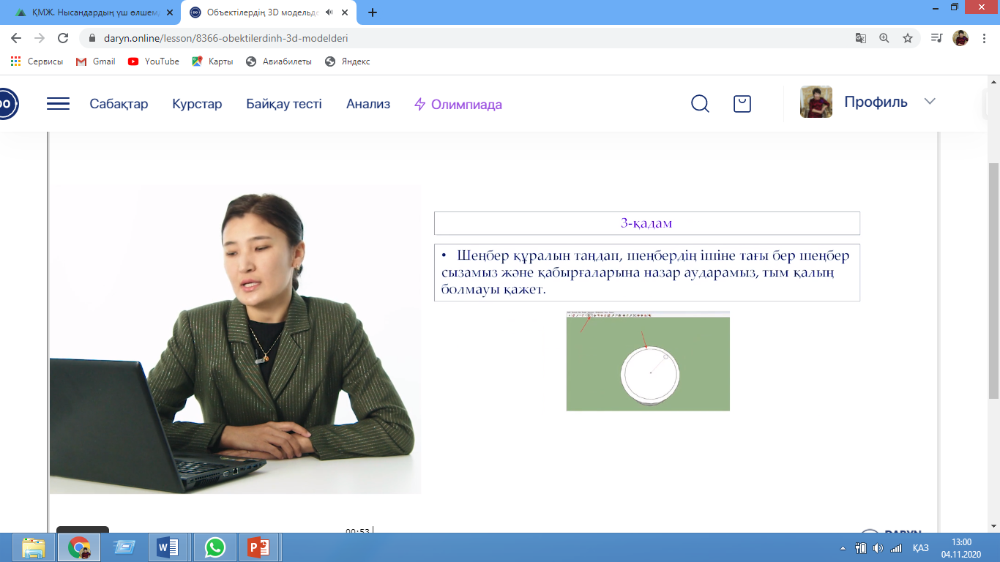 ҚМЖ. Нысандардың үш өлшем
Объектілердің 3D модельде
daryn.online/lesson/8366-obektilerdinh-3d-modelderi
Сервисы Gmail YouTube Карты Авиабилеты Яндекс
Сабақтар Курстар Байқау тесті Анализ Олимпиада Профиль
3-қадам
• Шеңбер құралын таңдап, шеңбердің ішіне тағы бер шеңбер
сызамыз және қабырғаларына назар аударамыз, тым қалың
болмауы қажет.
00:53
DARYN
ҚАЗ
13:00
04.11.2020